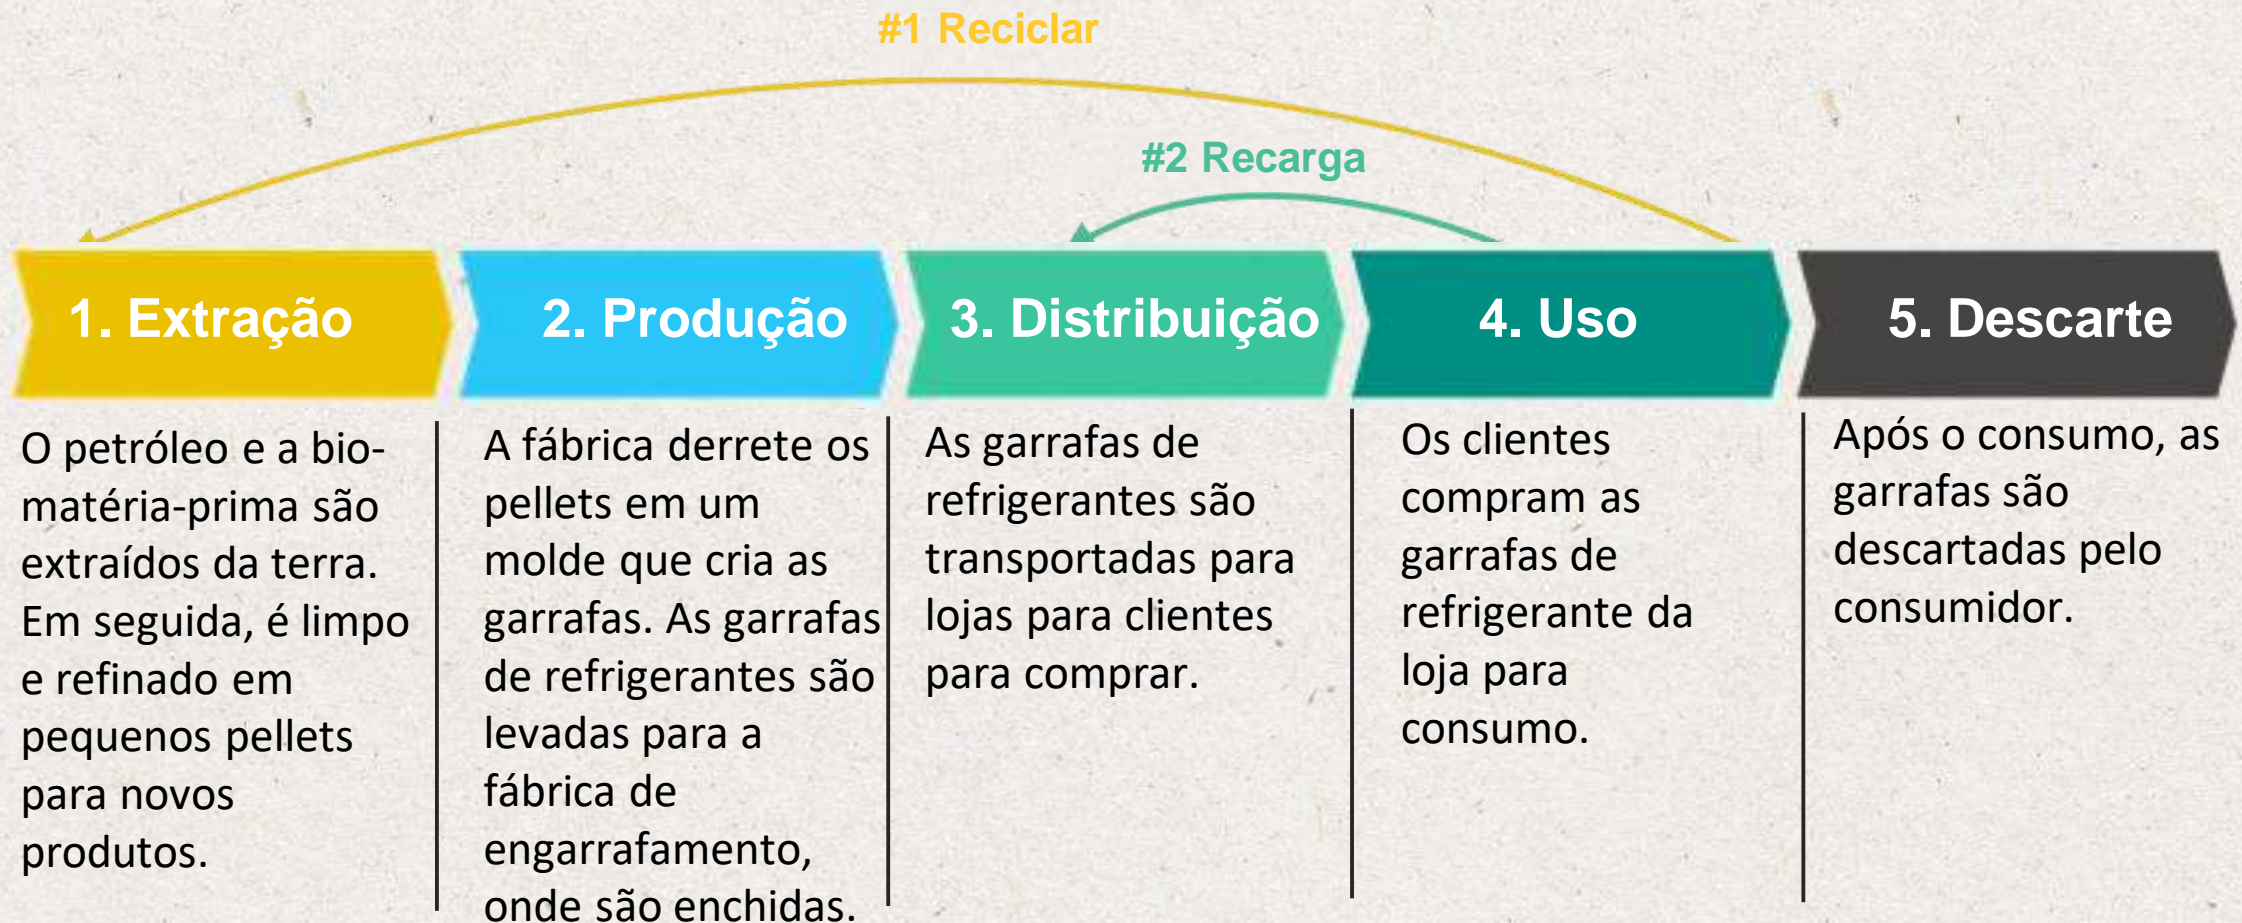 #1 Reciclar
#2 Recarga
1. Extração
2. Produção
3. Distribuição
4. Uso
5. Descarte
O petróleo e a bio-
matéria-prima são
extraídos da terra.
Em seguida, é limpo
e refinado em
pequenos pellets
para novos
produtos.
A fábrica derrete os
pellets em um
molde que cria as
garrafas. As garrafas
de refrigerantes são
levadas para a
fábrica de
engarrafamento,
onde são enchidas.
As garrafas de
refrigerantes são
transportadas para
lojas para clientes
para comprar.
Os clientes
compram as
garrafas de
refrigerante da
loja para
consumo.
Após o consumo, as
garrafas são
descartadas pelo
consumidor.